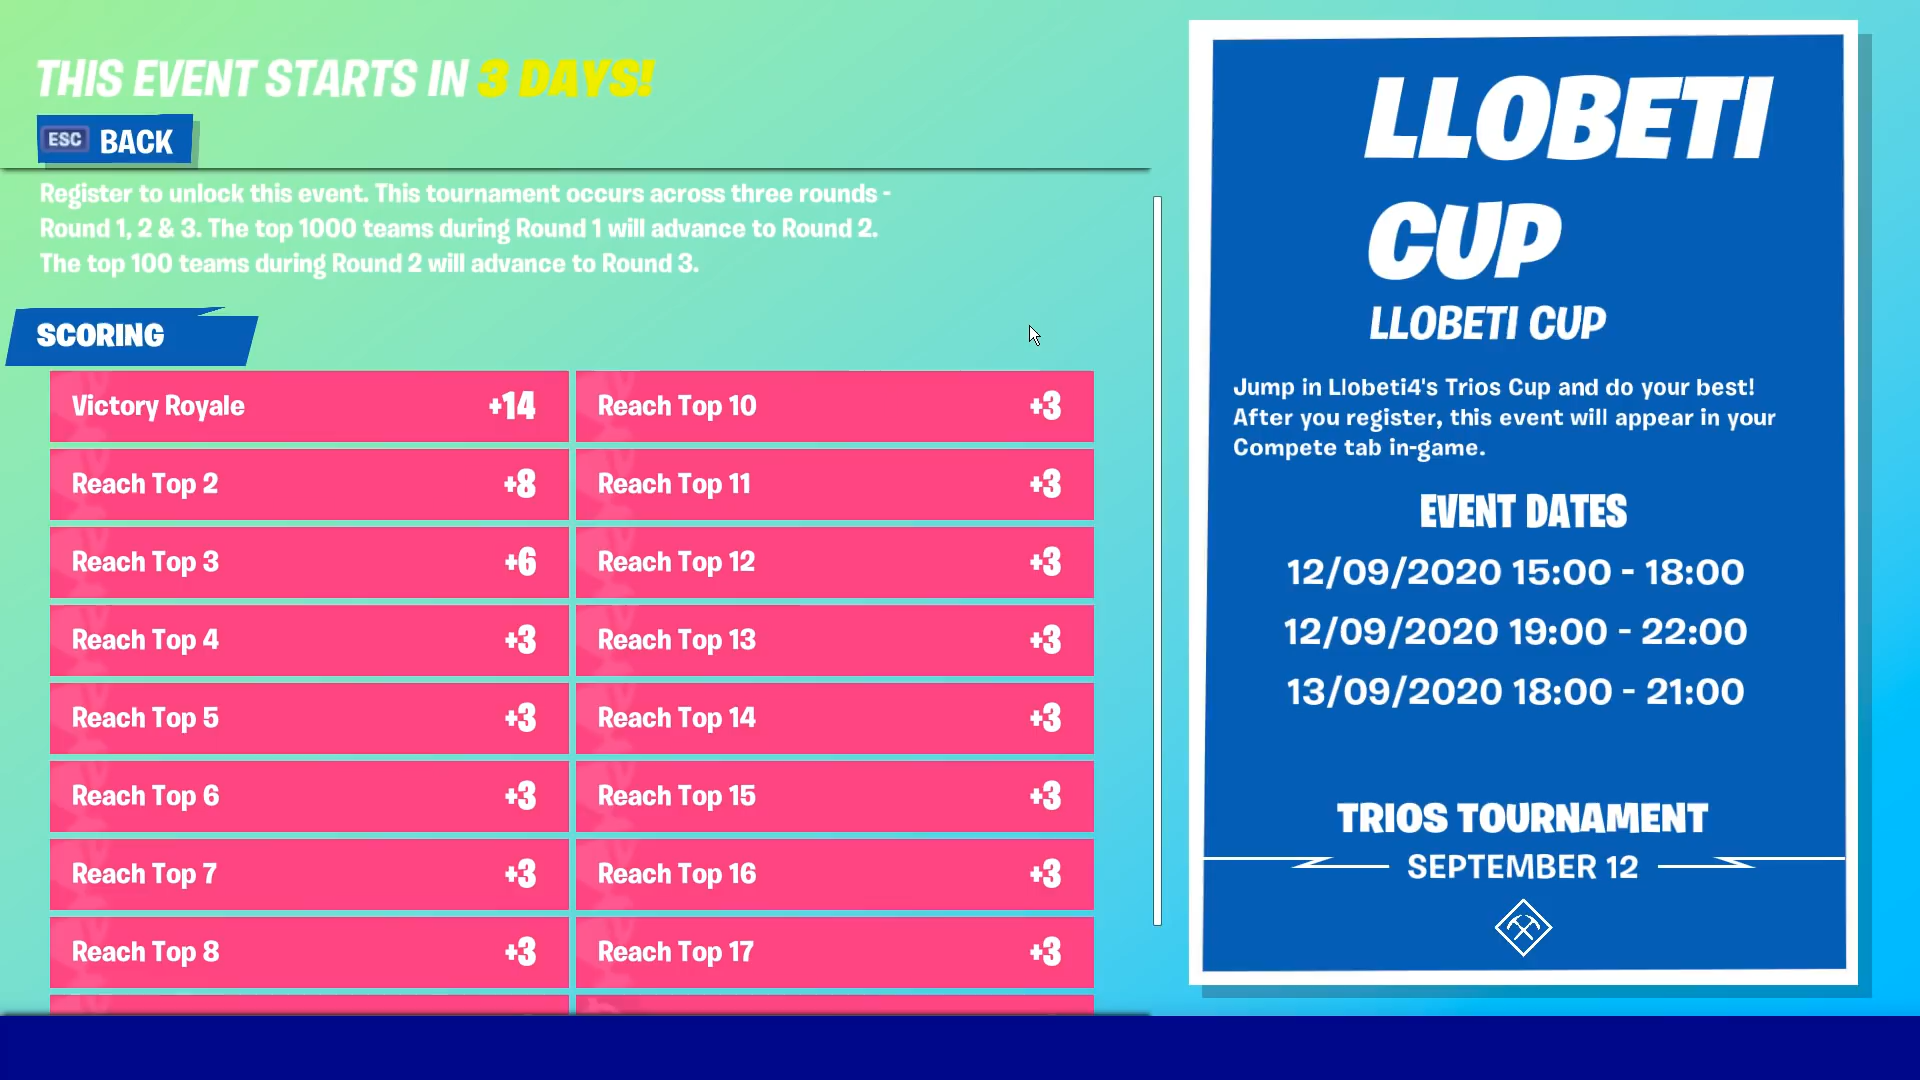 THIS EVENT STARTS IN 3 DAYS!
ESC BACK
Register to unlock this event. This tournament occurs across three rounds -
Round 1, 2 & 3. The top 1000 teams during Round 1 will advance to Round 2.
The top 100 teams during Round 2 will advance to Round 3.
SCORING
Victory Royale +14
Reach Top 2 +8
Reach Top 3 +6
Reach Top 4 +3
Reach Top 5 +3
Reach Top 6 +3
Reach Top 7 +3
Reach Top 8 +3
Reach Top 10 +3
Reach Top 11 +3
Reach Top 12 +3
Reach Top 13 +3
Reach Top 14 +3
Reach Top 15 +3
Reach Top 16 +3
Reach Top 17 +3
LLOBETI
CUP
LLOBETI CUP
Jump in Llobeti4's Trios Cup and do your best!
After you register, this event will appear in your
Compete tab in-game.
EVENT DATES
12/09/2020 15:00 - 18:00
12/09/2020 19:00 - 22:00
13/09/2020 18:00 - 21:00
TRIOS TOURNAMENT
SEPTEMBER 12